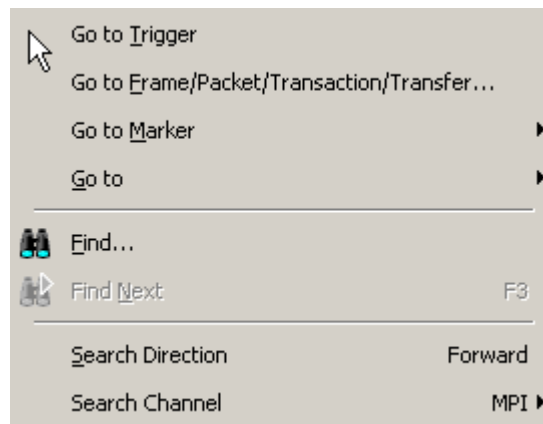 Go to Trigger
Go to Frame/Packet/Transaction/Transfer...
Go to Marker
Go to
Find...
Find Next F3
Search Direction Forward
Search Channel MPI